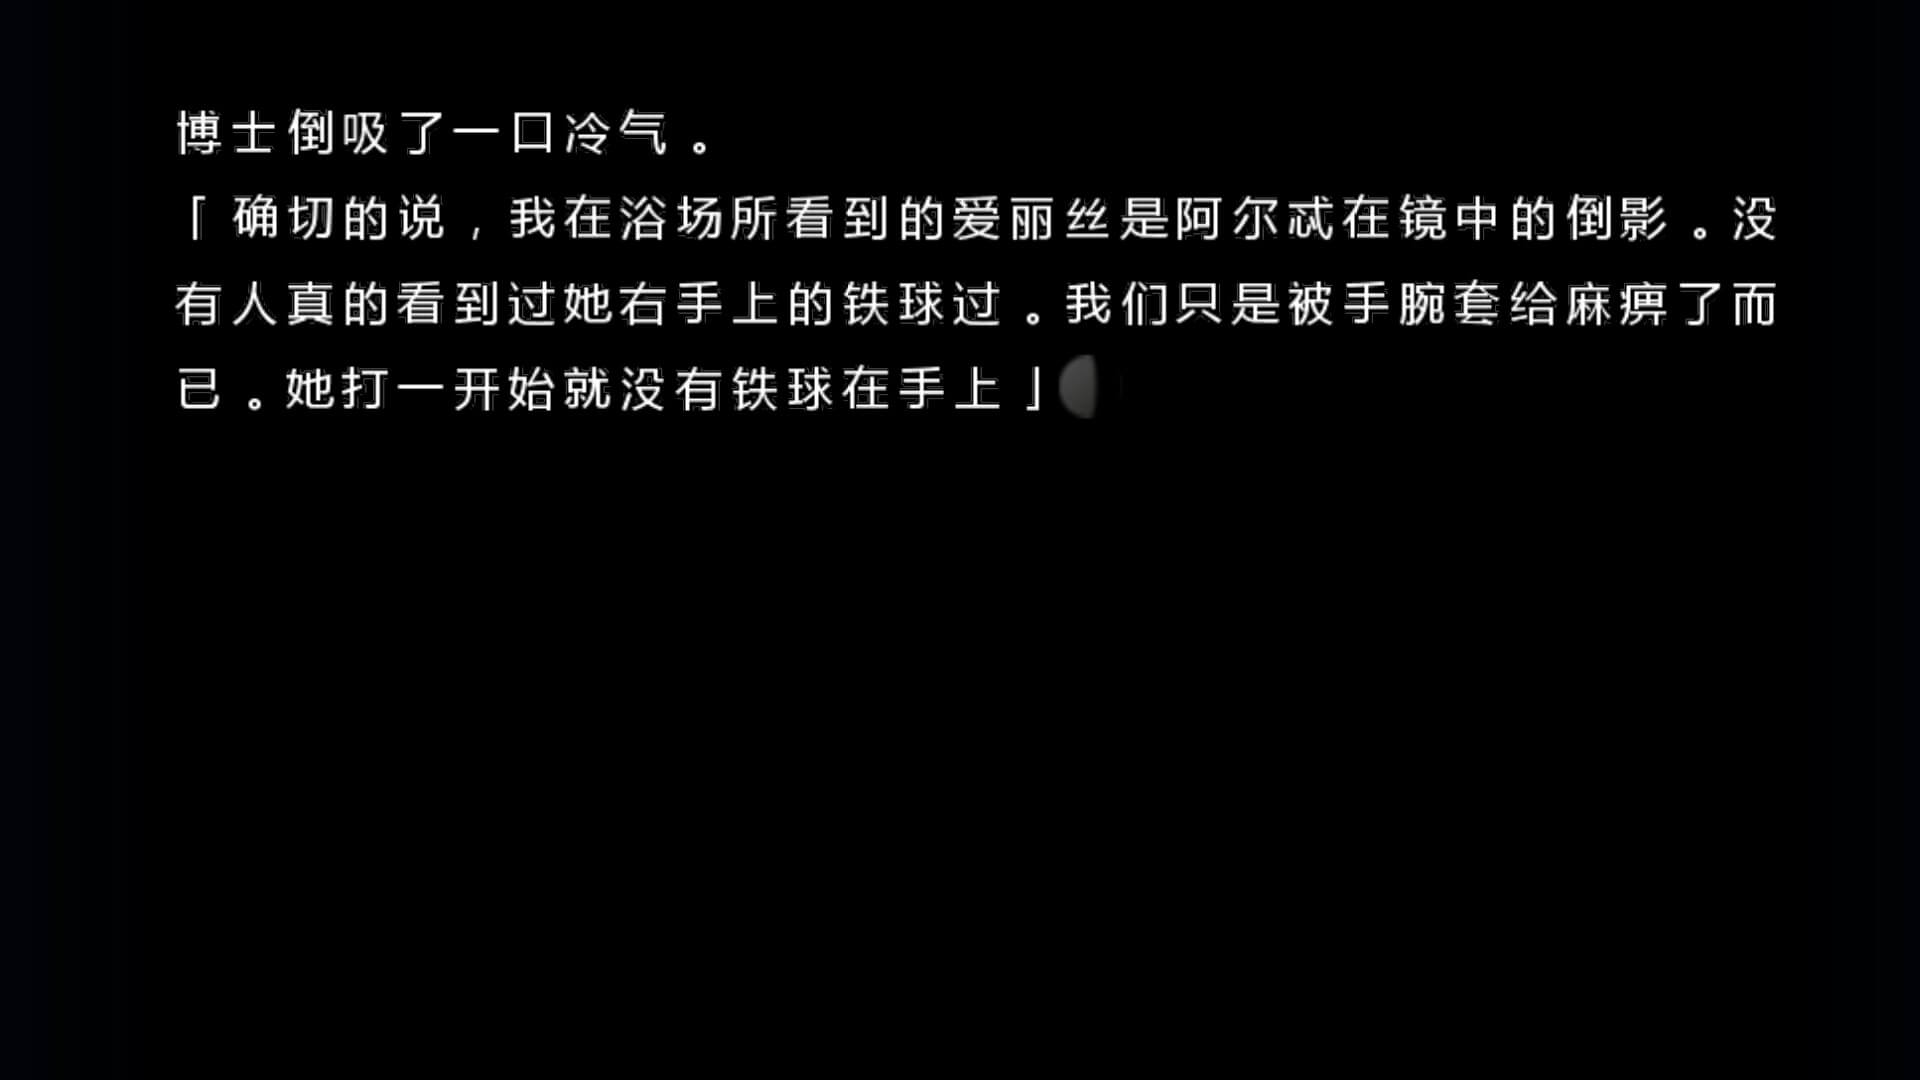 博士倒吸了一口冷气。
「确切的说，我在浴场所看到的爱丽丝是阿尔忒在镜中的倒影。没
有人真的看到过她右手上的铁球过。我们只是被手腕套给麻痹了而
已。她打一开始就没有铁球在手上」